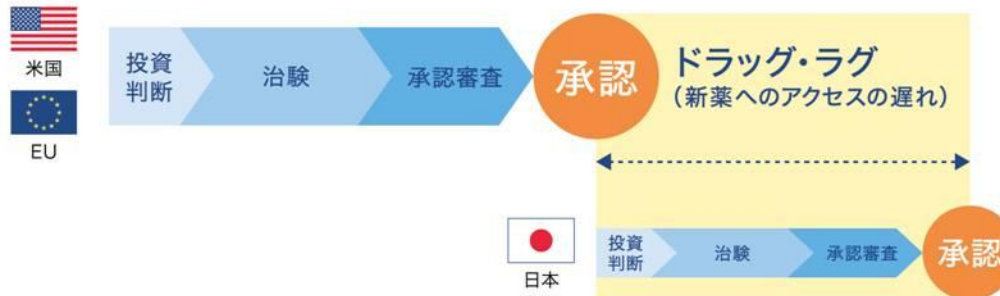 米国
EU
投資
判断
治験
承認審査
承認
ドラッグ・ラグ
（新薬へのアクセスの遅れ）
日本
投資
判断
治験
承認審査
承認